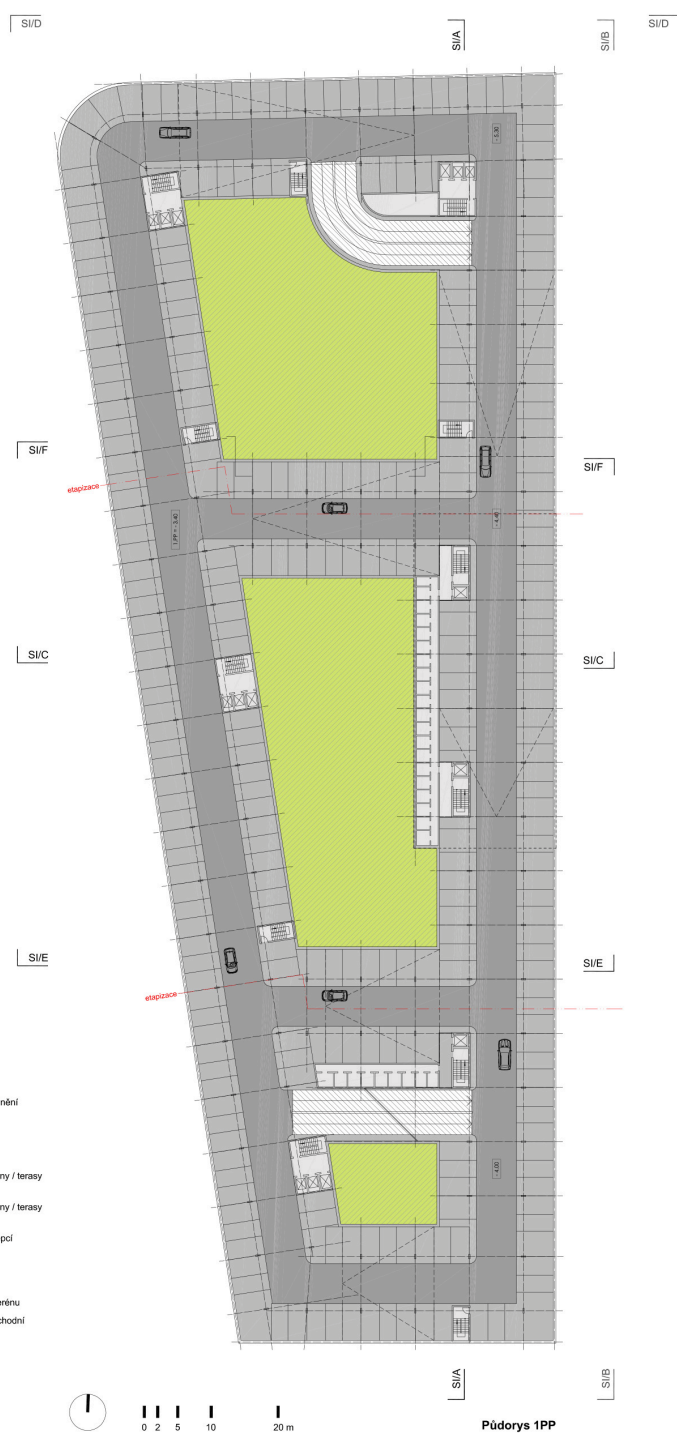 SI/D
SI/A
SI/B
SI/D
- 5.30
SI/F
SI/F
etapizace
1.PP = - 3.40
- 4.40
SI/C
SI/C
SI/E
SI/E
etapizace
nění
ny / terasy
- 4.00
ny / terasy
pcí
erénu
chodní
SI/A
SI/B
0 2 5 10 20 m
Půdorys 1PP